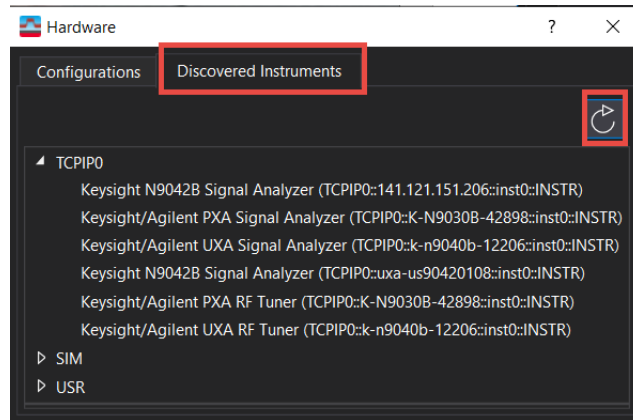 Hardware ? ×
Configurations Discovered Instruments
TCPIP0
Keysight N9042B Signal Analyzer (TCPIP0::141.121.151.206::inst0::INSTR)
Keysight/Agilent PXA Signal Analyzer (TCPIP0::K-N9030B-42898::inst0::INSTR)
Keysight/Agilent UXA Signal Analyzer (TCPIP0::k-n9040b-12206::inst0::INSTR)
Keysight N9042B Signal Analyzer (TCPIP0::uxa-us90420108::inst0::INSTR)
Keysight/Agilent PXA RF Tuner (TCPIP0::K-N9030B-42898::inst0::INSTR)
Keysight/Agilent UXA RF Tuner (TCPIP0::k-n9040b-12206::inst0::INSTR)
SIM
USR